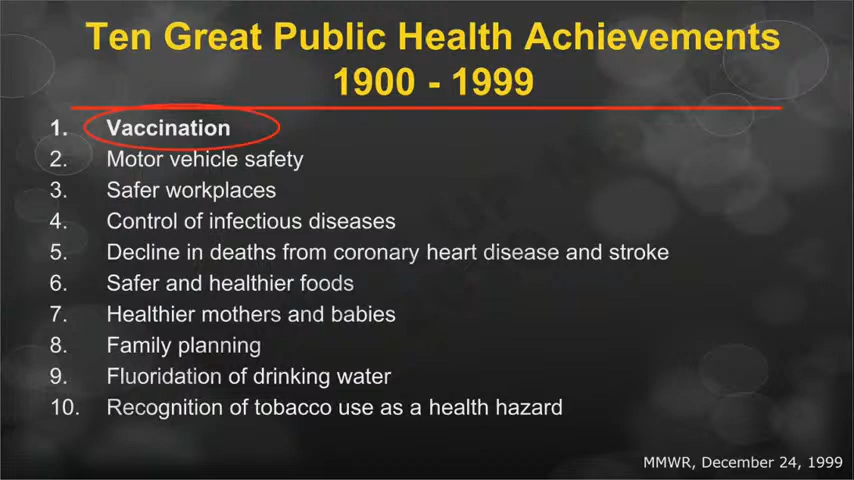 Ten Great Public Health Achievements
1900 - 1999
1. Vaccination
2. Motor vehicle safety
3. Safer workplaces
4. Control of infectious diseases
5. Decline in deaths from coronary heart disease and stroke
6. Safer and healthier foods
7. Healthier mothers and babies
8. Family planning
9. Fluoridation of drinking water
10. Recognition of tobacco use as a health hazard
MMWR, December 24, 1999